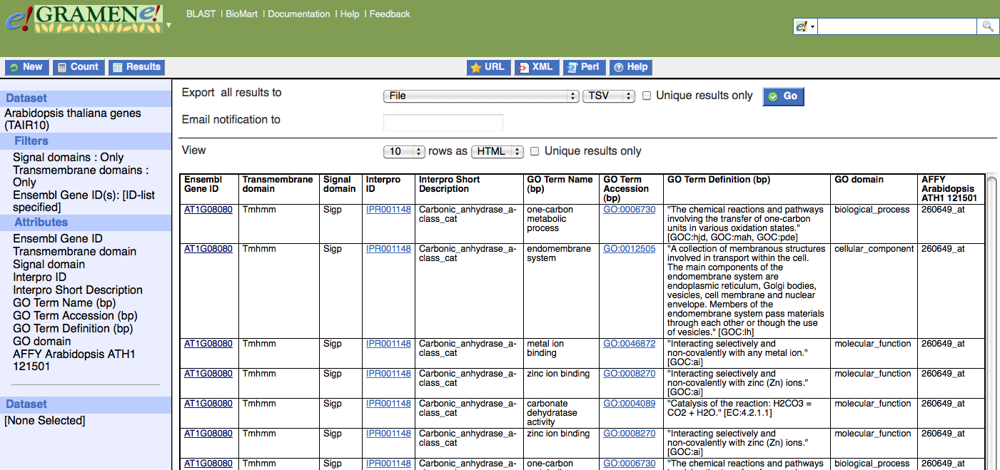 e! GRAMENE e!
BLAST | BioMart | Documentation | Help | Feedback
e!
New Count Results URL XML Perl Help
Dataset
Arabidopsis thaliana genes
(TAIR10)
Filters
Signal domains : Only
Transmembrane domains :
Only
Ensembl Gene ID(s): [ID-list
specified]
Attributes
Ensembl Gene ID
Transmembrane domain
Signal domain
Interpro ID
Interpro Short Description
GO Term Name (bp)
GO Term Accession (bp)
GO Term Definition (bp)
GO domain
AFFY Arabidopsis ATH1
121501
Dataset
[None Selected]
Export all results to File TSV Unique results only Go
Email notification to
View 10 rows as HTML Unique results only
Ensembl
Gene ID
Transmembrane
domain
Signal
domain
Interpro
ID
Interpro Short
Description
GO Term Name
(bp)
GO Term
Accession
(bp)
GO Term Definition (bp)
GO domain
AFFY
Arabidopsis
ATH1 121501
AT1G08080
Tmhmm
Sigp
IPR001148
Carbonic_anhydrase_a-
class_cat
one-carbon
metabolic
process
GO:0006730
"The chemical reactions and pathways
involving the transfer of one-carbon
units in various oxidation states."
[GOC:hjd, GOC:mah, GOC:pde]
biological_process
260649_at
AT1G08080
Tmhmm
Sigp
IPR001148
Carbonic_anhydrase_a-
class_cat
endomembrane
system
GO:0012505
"A collection of membranous structures
involved in transport within the cell.
The main components of the
endomembrane system are
endoplasmic reticulum, Golgi bodies,
vesicles, cell membrane and nuclear
envelope. Members of the
endomembrane system pass materials
through each other or though the use
of vesicles." [GOC:lh]
cellular_component
260649_at
AT1G08080
Tmhmm
Sigp
IPR001148
Carbonic_anhydrase_a-
class_cat
metal ion
binding
GO:0046872
"Interacting selectively and
non-covalently with any metal ion."
[GOC:ai]
molecular_function
260649_at
AT1G08080
Tmhmm
Sigp
IPR001148
Carbonic_anhydrase_a-
class_cat
zinc ion binding
GO:0008270
"Interacting selectively and
non-covalently with zinc (Zn) ions."
[GOC:ai]
molecular_function
260649_at
AT1G08080
Tmhmm
Sigp
IPR001148
Carbonic_anhydrase_a-
class_cat
carbonate
dehydratase
activity
GO:0004089
"Catalysis of the reaction: H2CO3 =
CO2 + H2O." [EC:4.2.1.1]
molecular_function
260649_at
AT1G08080
Tmhmm
Sigp
IPR001148
Carbonic_anhydrase_a-
class_cat
zinc ion binding
GO:0008270
"Interacting selectively and
non-covalently with zinc (Zn) ions."
[GOC:ai]
molecular_function
260649_at
AT1G08080
Tmhmm
Sigp
IPR001148
Carbonic_anhydrase_a-
one-carbon
GO:0006730
"The chemical reactions and pathways
biological_process
260649_at